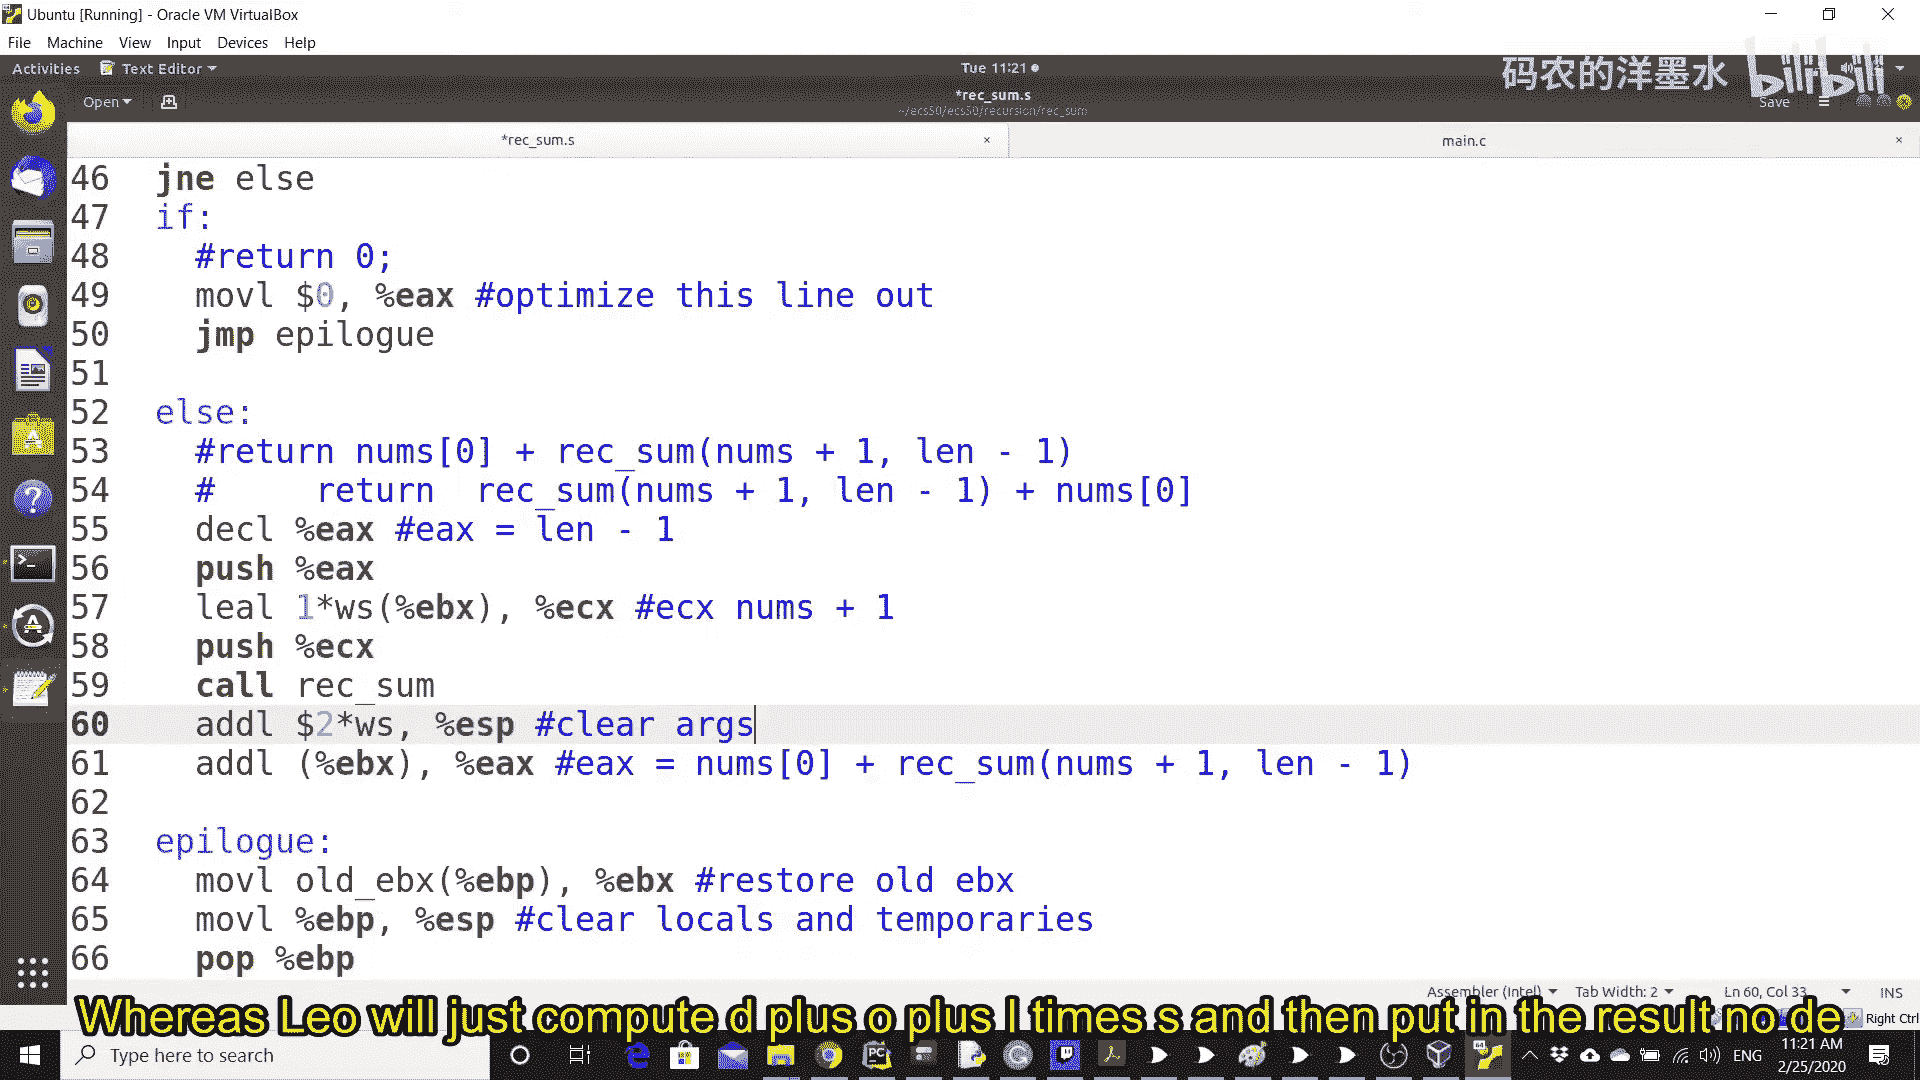 Ubuntu [Running] - Oracle VM VirtualBox
File Machine View Input Devices Help
Activities Text Editor Tue 11:21
码农的洋墨水 bilibili
Open *rec_sum.s Save
~/ecs50/ecs50/recursion/rec_sum
*rec_sum.s × main.c ×
46 jne else
47 if:
48 #return 0;
49 movl $0, %eax #optimize this line out
50 jmp epilogue
51
52 else:
53 #return nums[0] + rec_sum(nums + 1, len - 1)
54 # return rec_sum(nums + 1, len - 1) + nums[0]
55 decl %eax #eax = len - 1
56 push %eax
57 leal 1*ws(%ebx), %ecx #ecx nums + 1
58 push %ecx
59 call rec_sum
60 addl $2*ws, %esp #clear args
61 addl (%ebx), %eax #eax = nums[0] + rec_sum(nums + 1, len - 1)
62
63 epilogue:
64 movl old_ebx(%ebp), %ebx #restore old ebx
65 movl %ebp, %esp #clear locals and temporaries
66 pop %ebp
Assembler (Intel) Tab Width: 2 Ln 60, Col 33 INS
Whereas Leo will just compute d plus o plus l times s and then put in the result no de
Right Ctrl
Type here to search
ENG
11:21 AM
2/25/2020